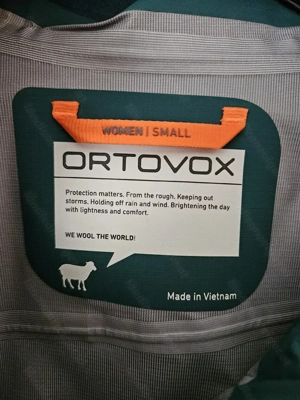 WOMEN | SMALL
ORTOVOX
Protection matters. From the rough. Keeping out
storms. Holding off rain and wind. Brightening the day
with lightness and comfort.
WE WOOL THE WORLD!
Made in Vietnam